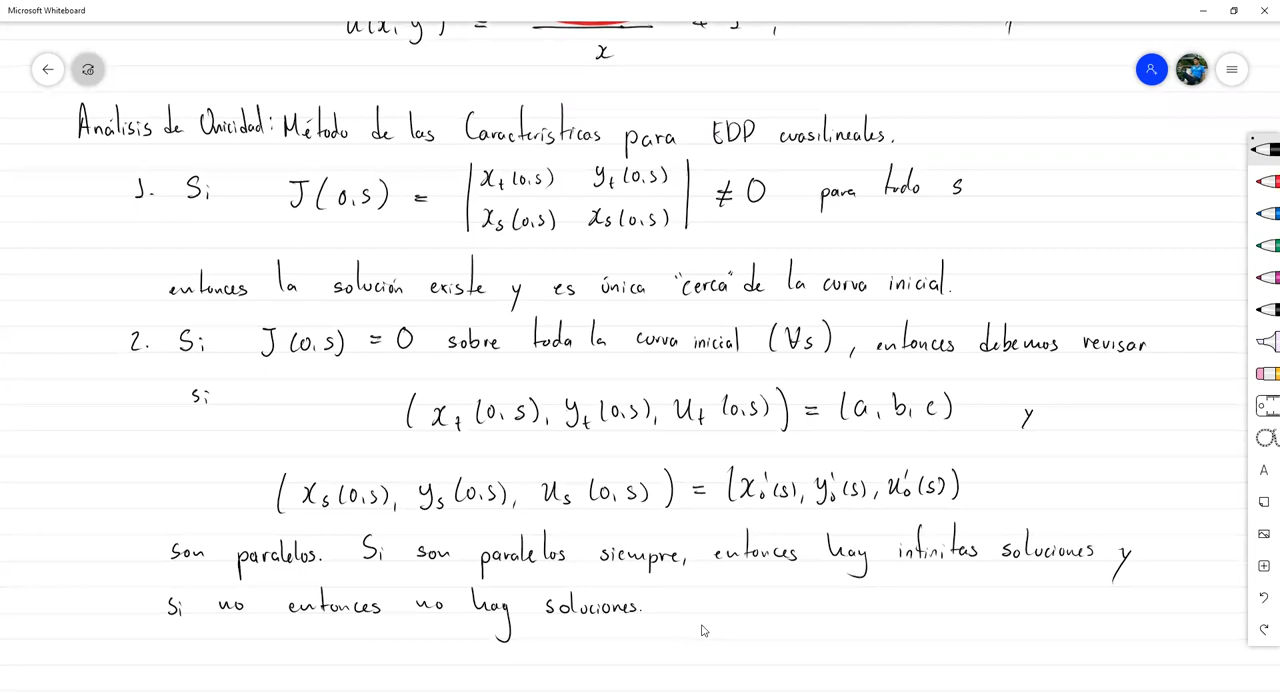 Microsoft Whiteboard
u(x, y) =
x
Análisis de Unicidad: Método de las Características para EDP cuasilineales.
1. Si J(0,s) = | x_t(0,s) y_t(0,s) | ≠ 0 para todo s
| x_s(0,s) x_s(0,s) |
entonces la solución existe y es única "cerca" de la curva inicial.
2. Si J(0,s) = 0 sobre toda la curva inicial (∀s), entonces debemos revisar
si (x_t(0,s), y_t(0,s), u_t(0,s)) = (a, b, c) y
(x_s(0,s), y_s(0,s), u_s(0,s)) = (x_0'(s), y_0'(s), u_0'(s))
son paralelos. Si son paralelos siempre, entonces hay infinitas soluciones y
si no entonces no hay soluciones.